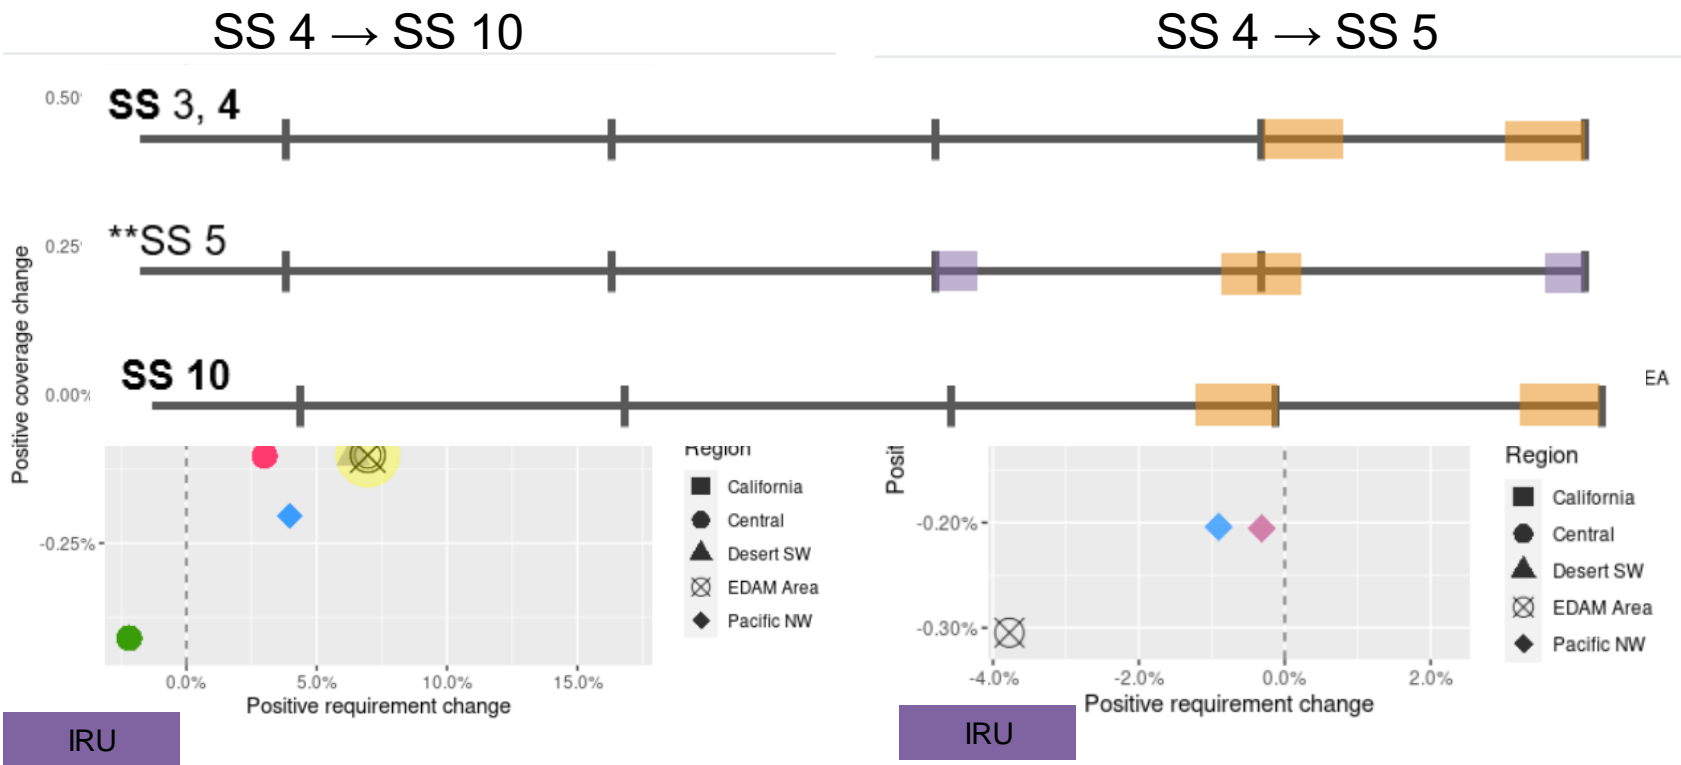 SS 4 → SS 10
SS 4 → SS 5
0.50
SS 3, 4
0.25
**SS 5
SS 10
0.00%
EA
Positive coverage change
Posit
Region
California
Central
Desert SW
EDAM Area
Pacific NW
-0.25%
0.0%
5.0%
10.0%
15.0%
Positive requirement change
IRU
Region
California
Central
Desert SW
EDAM Area
Pacific NW
-0.20%
-0.30%
-4.0%
-2.0%
0.0%
2.0%
Positive requirement change
IRU